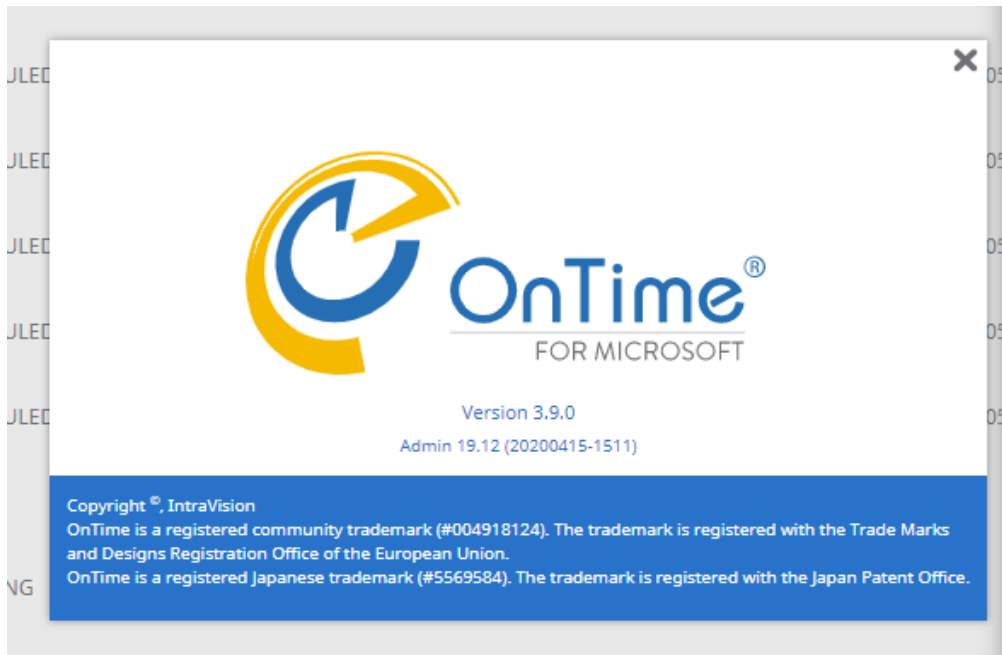 OnTime®
FOR MICROSOFT
Version 3.9.0
Admin 19.12 (20200415-1511)
Copyright ©, IntraVision
OnTime is a registered community trademark (#004918124). The trademark is registered with the Trade Marks
and Designs Registration Office of the European Union.
OnTime is a registered Japanese trademark (#5569584). The trademark is registered with the Japan Patent Office.